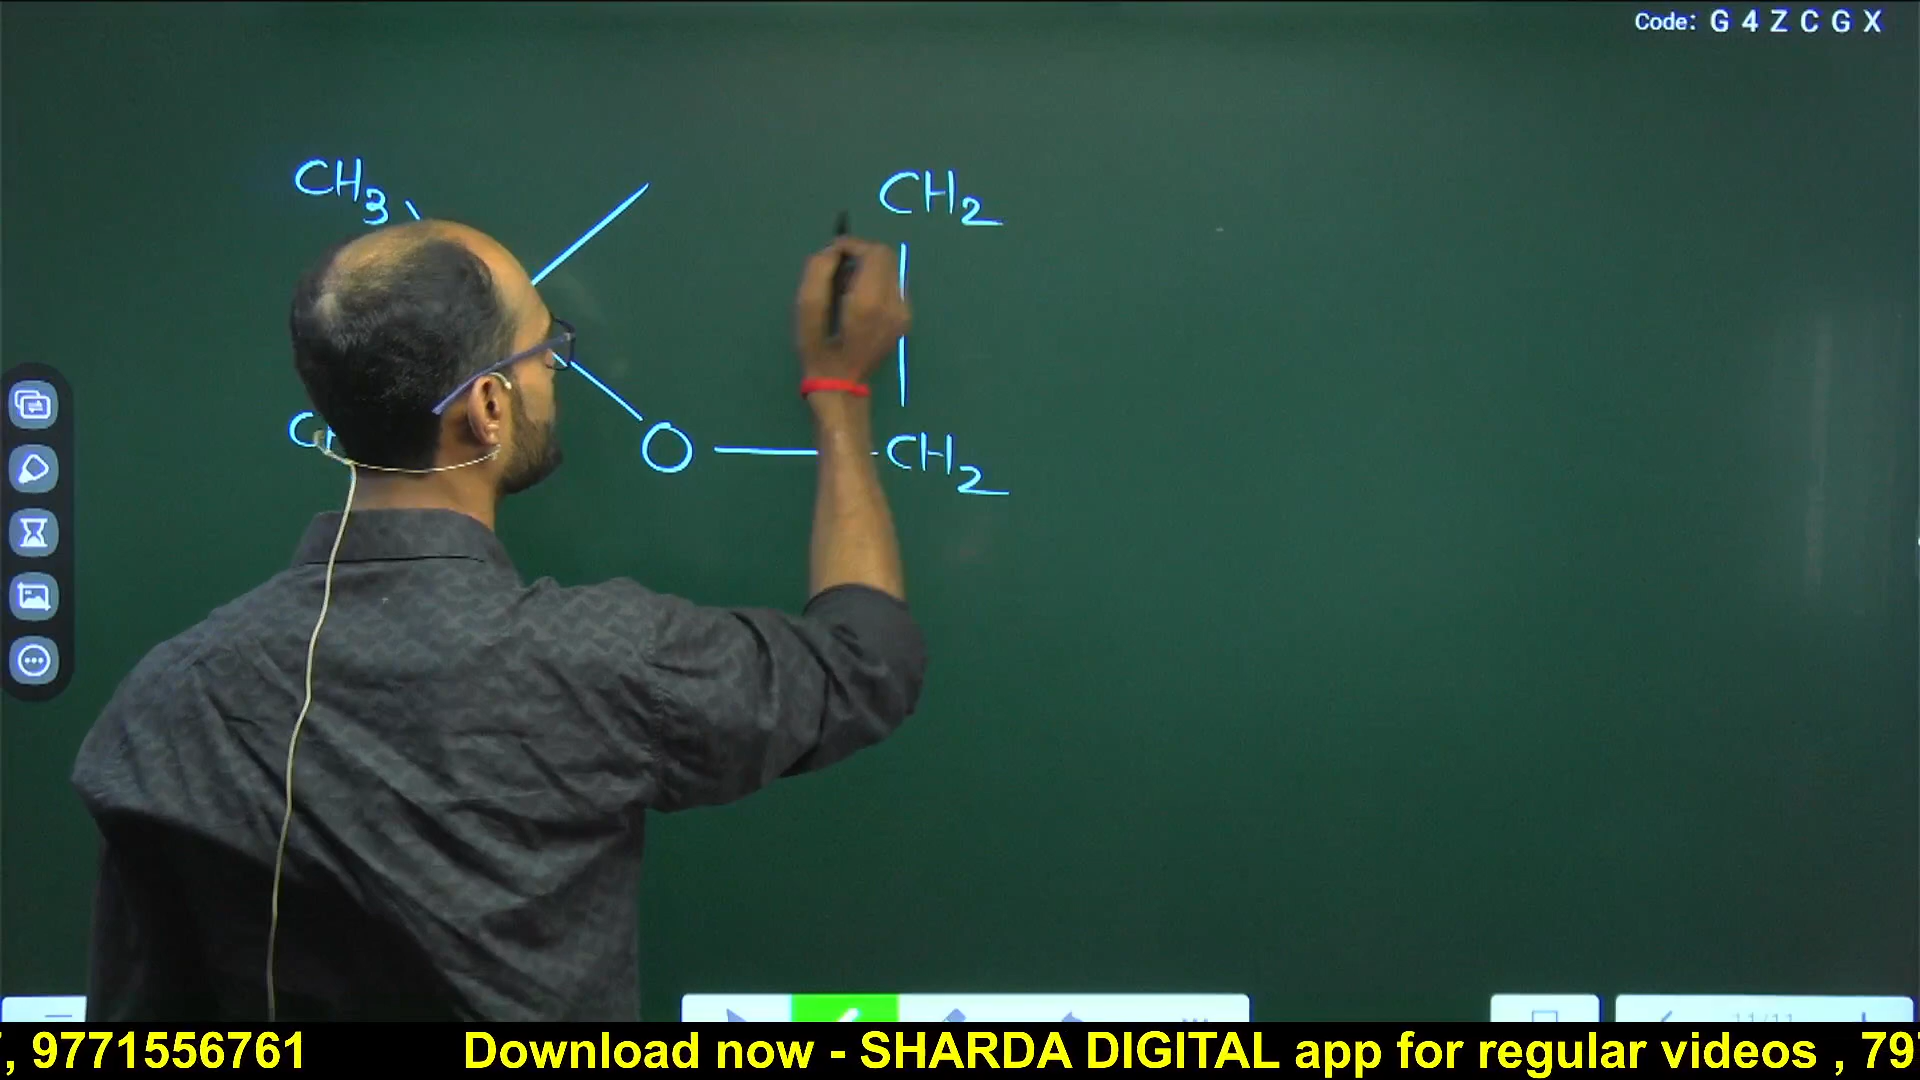 Code: G 4 Z C G X
CH3
CH2
O
CH2
, 9771556761 Download now - SHARDA DIGITAL app for regular videos , 79